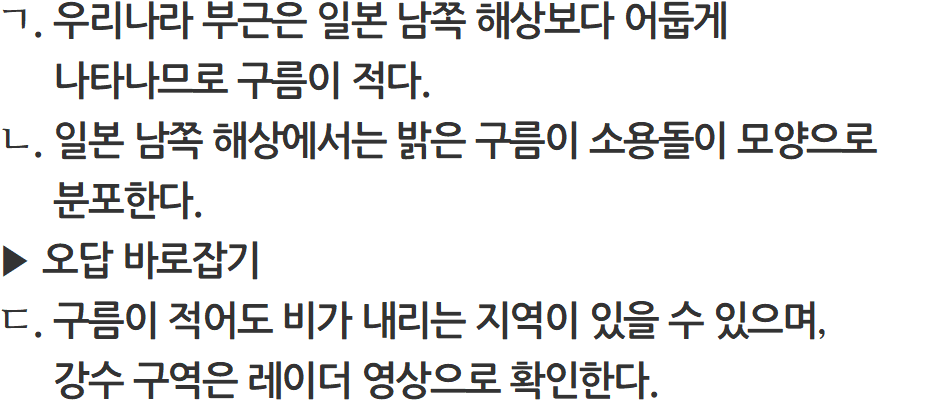 ㄱ. 우리나라 부근은 일본 남쪽 해상보다 어둡게
나타나므로 구름이 적다.
ㄴ. 일본 남쪽 해상에서는 밝은 구름이 소용돌이 모양으로
분포한다.
▶ 오답 바로잡기
ㄷ. 구름이 적어도 비가 내리는 지역이 있을 수 있으며,
강수 구역은 레이더 영상으로 확인한다.